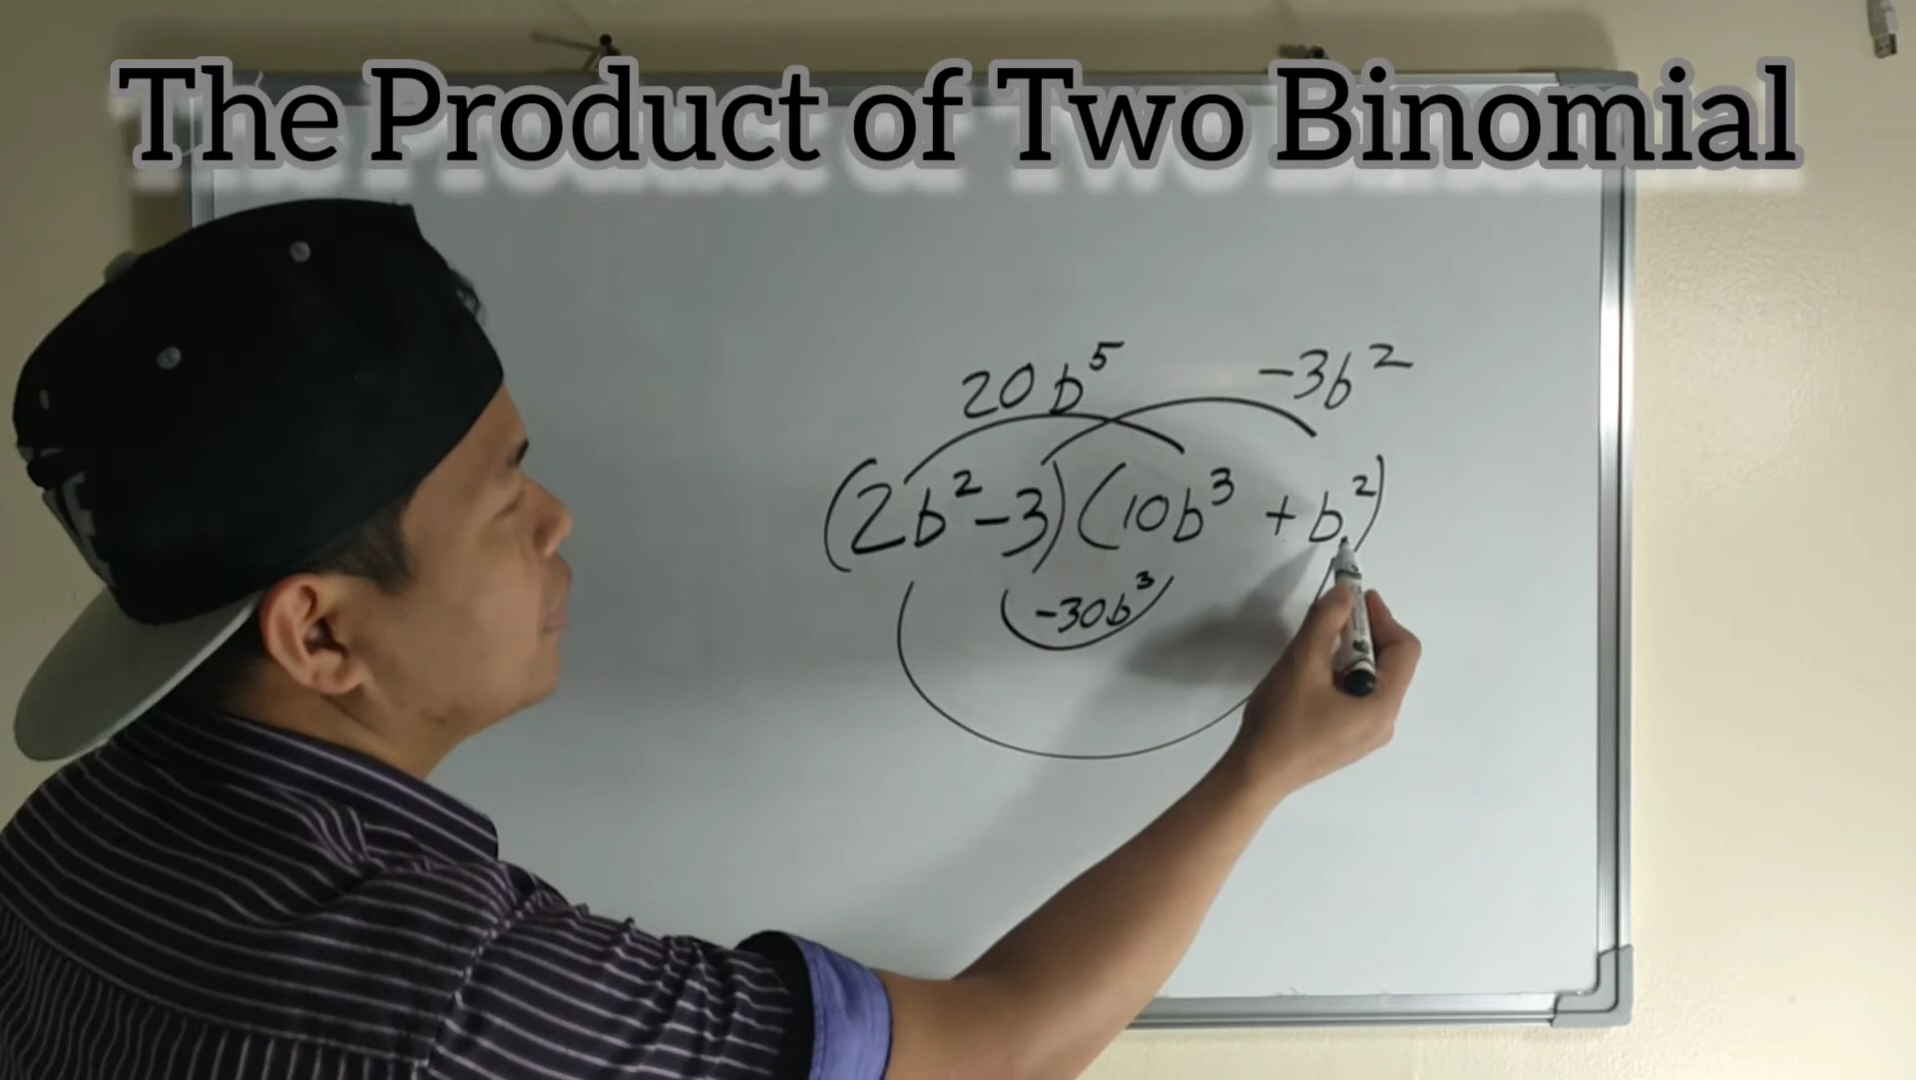 The Product of Two Binomial
20b⁵ -3b²
(2b²-3)(10b³ +b²)
-30b³